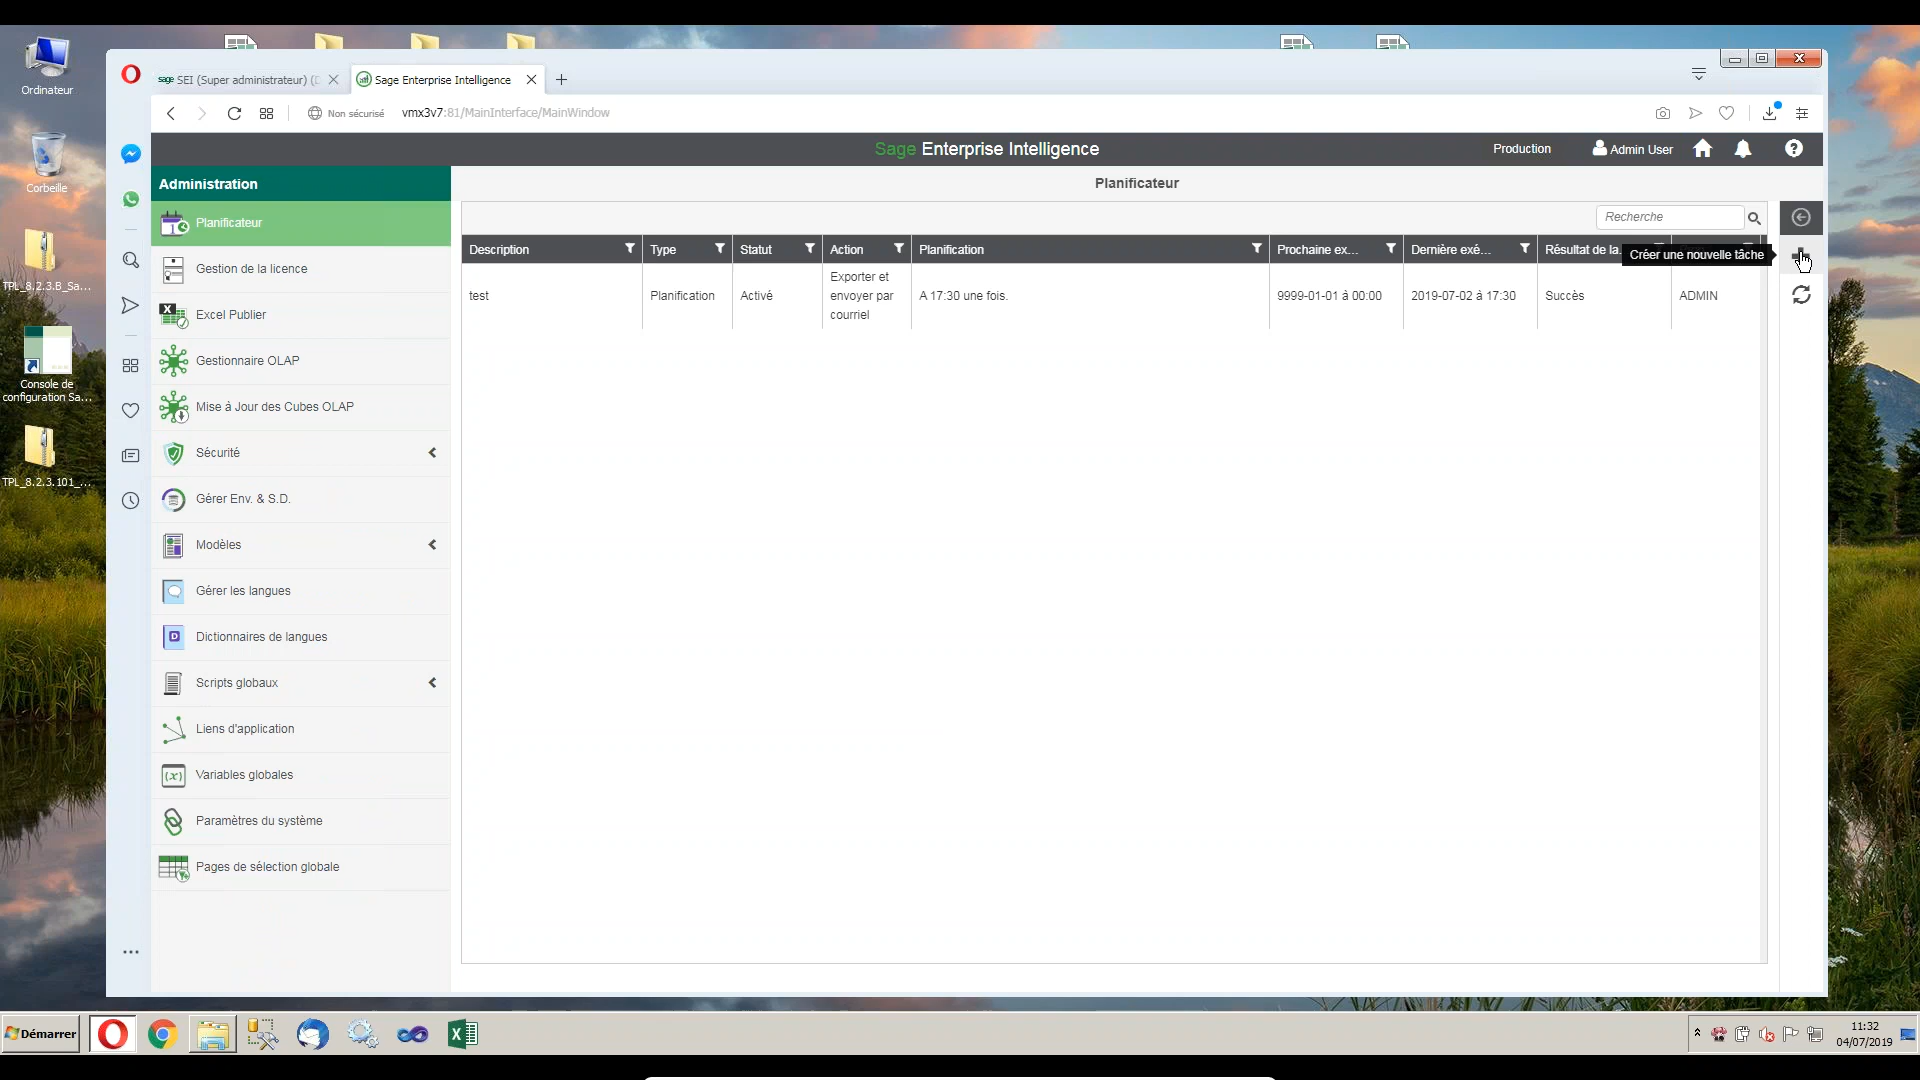 Ordinateur
Corbeille
TPL_8.2.3.B_Sa...
Console de
configuration Sa...
TPL_8.2.3.101_...
sage SEI (Super administrateur) (
Sage Enterprise Intelligence
Non sécurisé
vmx3v7:81/MainInterface/MainWindow
Sage Enterprise Intelligence
Production
Admin User
Administration
Planificateur
Gestion de la licence
Excel Publier
Gestionnaire OLAP
Mise à Jour des Cubes OLAP
Sécurité
Gérer Env. & S.D.
Modèles
Gérer les langues
Dictionnaires de langues
Scripts globaux
Liens d'application
Variables globales
Paramètres du système
Pages de sélection globale
Planificateur
Recherche
Description
Type
Statut
Action
Planification
Prochaine ex...
Dernière exé...
Résultat de la
Créer une nouvelle tâche
test
Planification
Activé
Exporter et
envoyer par
courriel
A 17:30 une fois.
9999-01-01 à 00:00
2019-07-02 à 17:30
Succès
ADMIN
Démarrer
11:32
04/07/2019